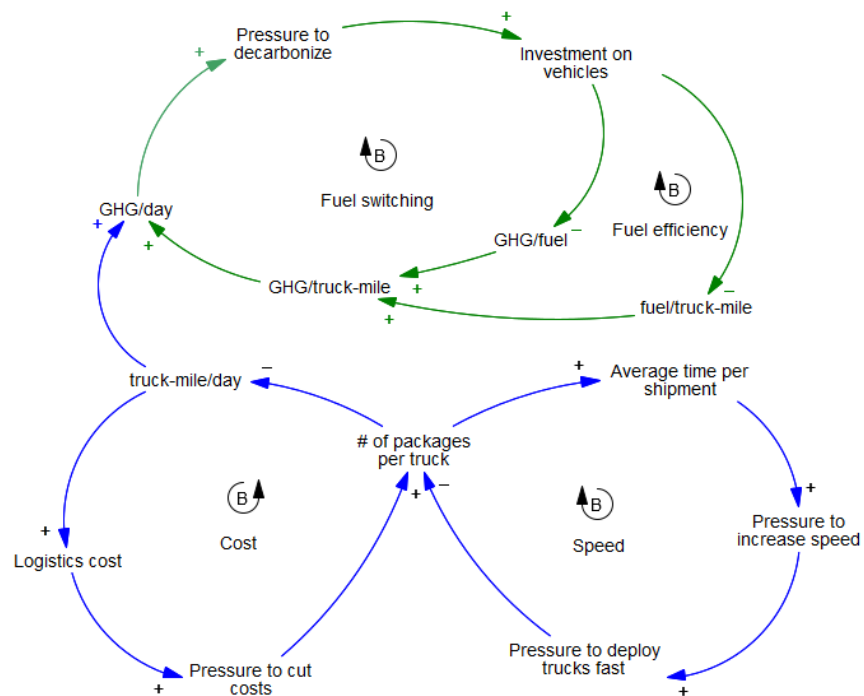 Pressure to
decarbonize
+
+
Investment on
vehicles
B
Fuel switching
B
Fuel efficiency
GHG/day
+
+
GHG/fuel
−
GHG/truck-mile
+
+
−
fuel/truck-mile
truck-mile/day
−
+
Average time per
shipment
# of packages
per truck
+
−
B
Cost
B
Speed
+
Pressure to
increase speed
+
Logistics cost
Pressure to cut
costs
+
Pressure to deploy
trucks fast
+